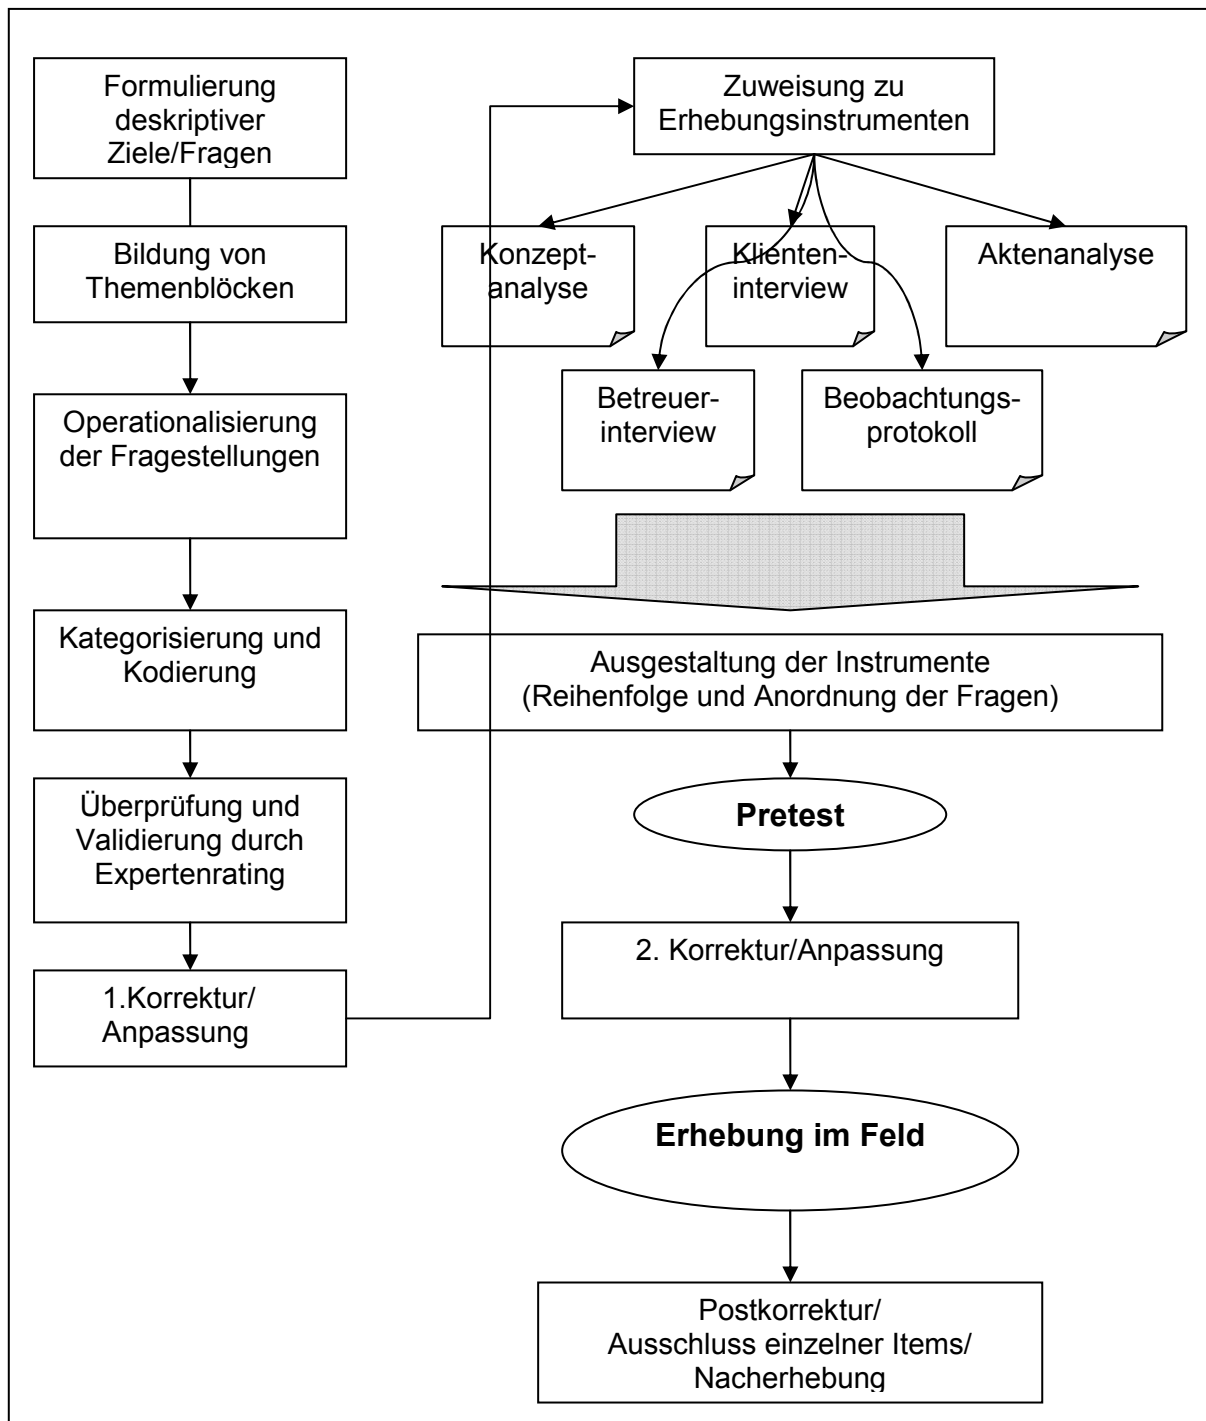 Formulierung
deskriptiver
Ziele/Fragen
Bildung von
Themenblöcken
Operationalisierung
der Fragestellungen
Kategorisierung und
Kodierung
Überprüfung und
Validierung durch
Expertenrating
1.Korrektur/
Anpassung
Zuweisung zu
Erhebungsinstrumenten
Konzept-
analyse
Klienten-
interview
Aktenanalyse
Betreuer-
interview
Beobachtungs-
protokoll
Ausgestaltung der Instrumente
(Reihenfolge und Anordnung der Fragen)
Pretest
2. Korrektur/Anpassung
Erhebung im Feld
Postkorrektur/
Ausschluss einzelner Items/
Nacherhebung